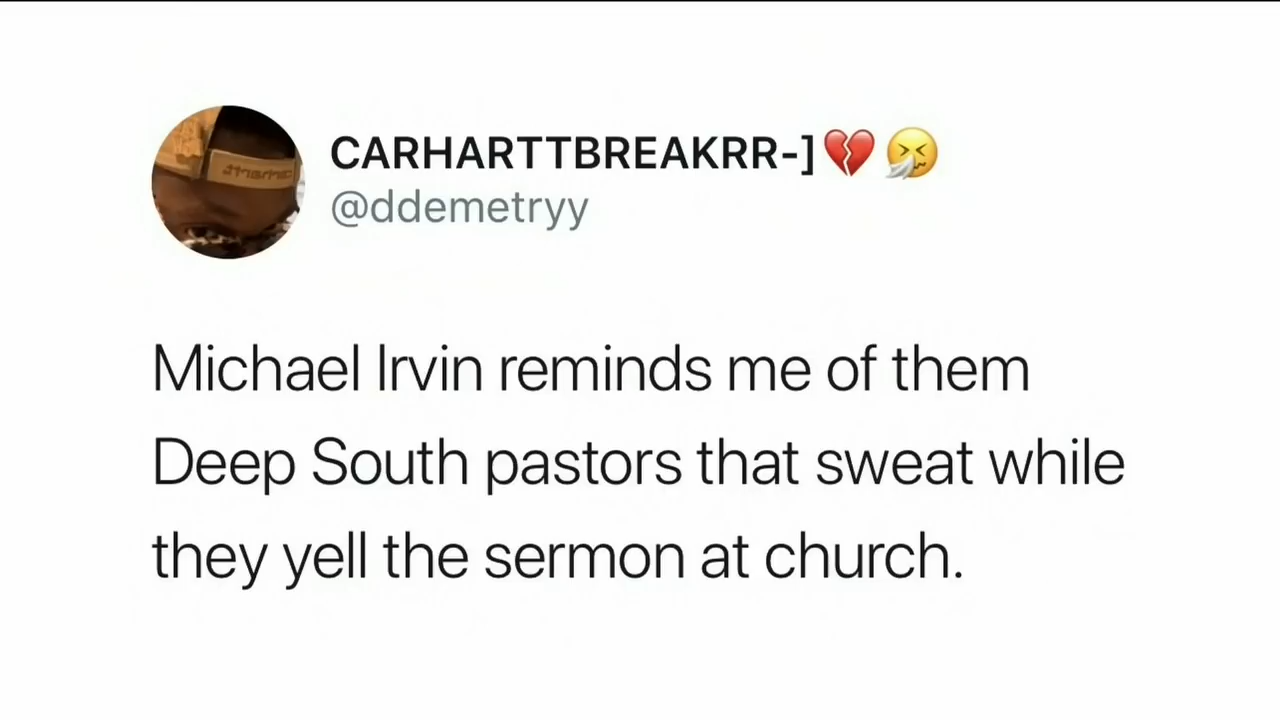 CARHARTTBREAKRR-]💔🤧
@ddemetryy
Michael Irvin reminds me of them
Deep South pastors that sweat while
they yell the sermon at church.